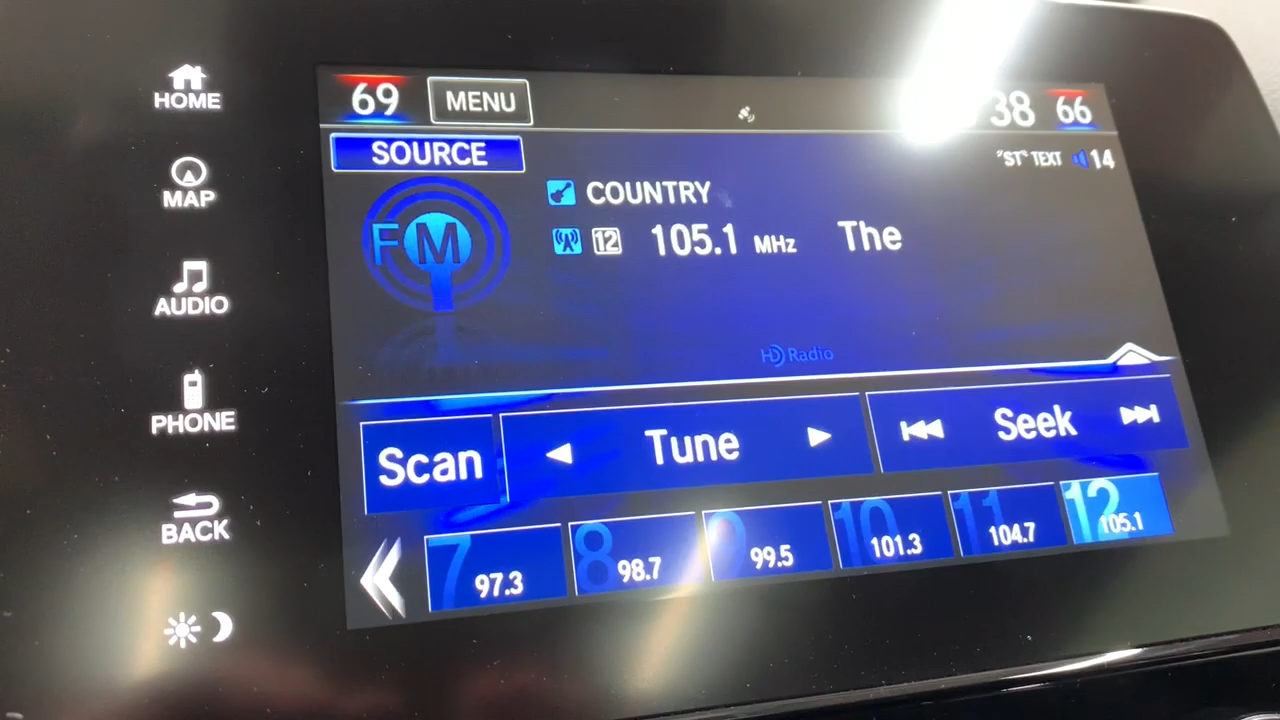 HOME
MAP
AUDIO
PHONE
BACK
69 MENU 38 66
SOURCE
"ST" TEXT 14
FM
COUNTRY
12 105.1 MHz The
HD Radio
Scan Tune Seek
7 97.3 8 98.7 9 99.5 10 101.3 11 104.7 12 105.1